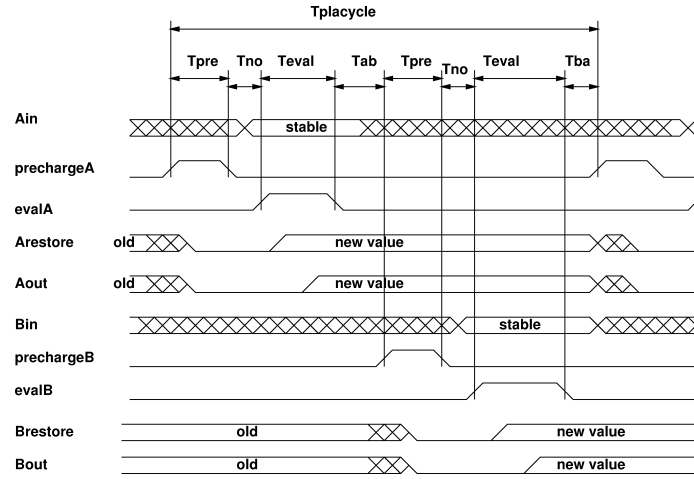 Tplacycle
Tpre Tno Teval Tab Tpre Tno Teval Tba
Ain stable
prechargeA
evalA
Arestore old new value
Aout old new value
Bin stable
prechargeB
evalB
Brestore old new value
Bout old new value